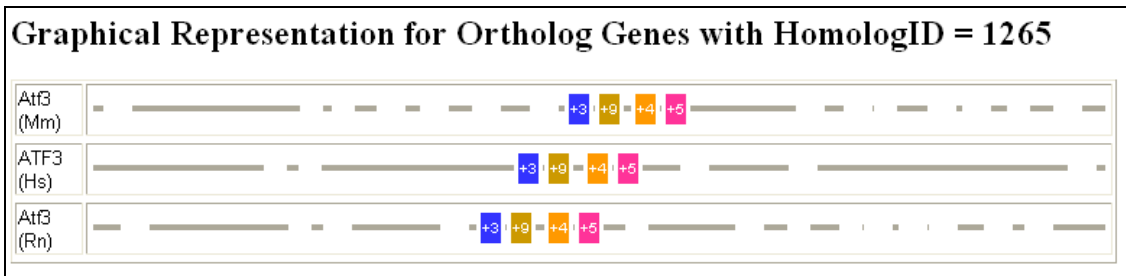 Graphical Representation for Ortholog Genes with HomologID = 1265
Atf3
(Mm)
+3 +9 +4 +5
ATF3
(Hs)
+3 +9 +4 +5
Atf3
(Rn)
+3 +9 +4 +5